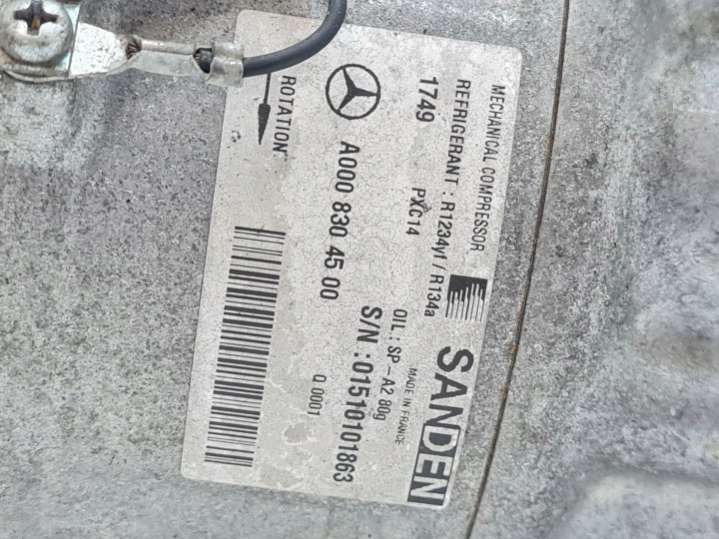 MECHANICAL COMPRESSOR
REFRIGERANT : R1234yf / R134a
SANDEN
1749
PXC14
OIL : SP - A2 80g
MADE IN FRANCE
S/N : 01510101863
A000 830 45 00
Q 0001
ROTATION